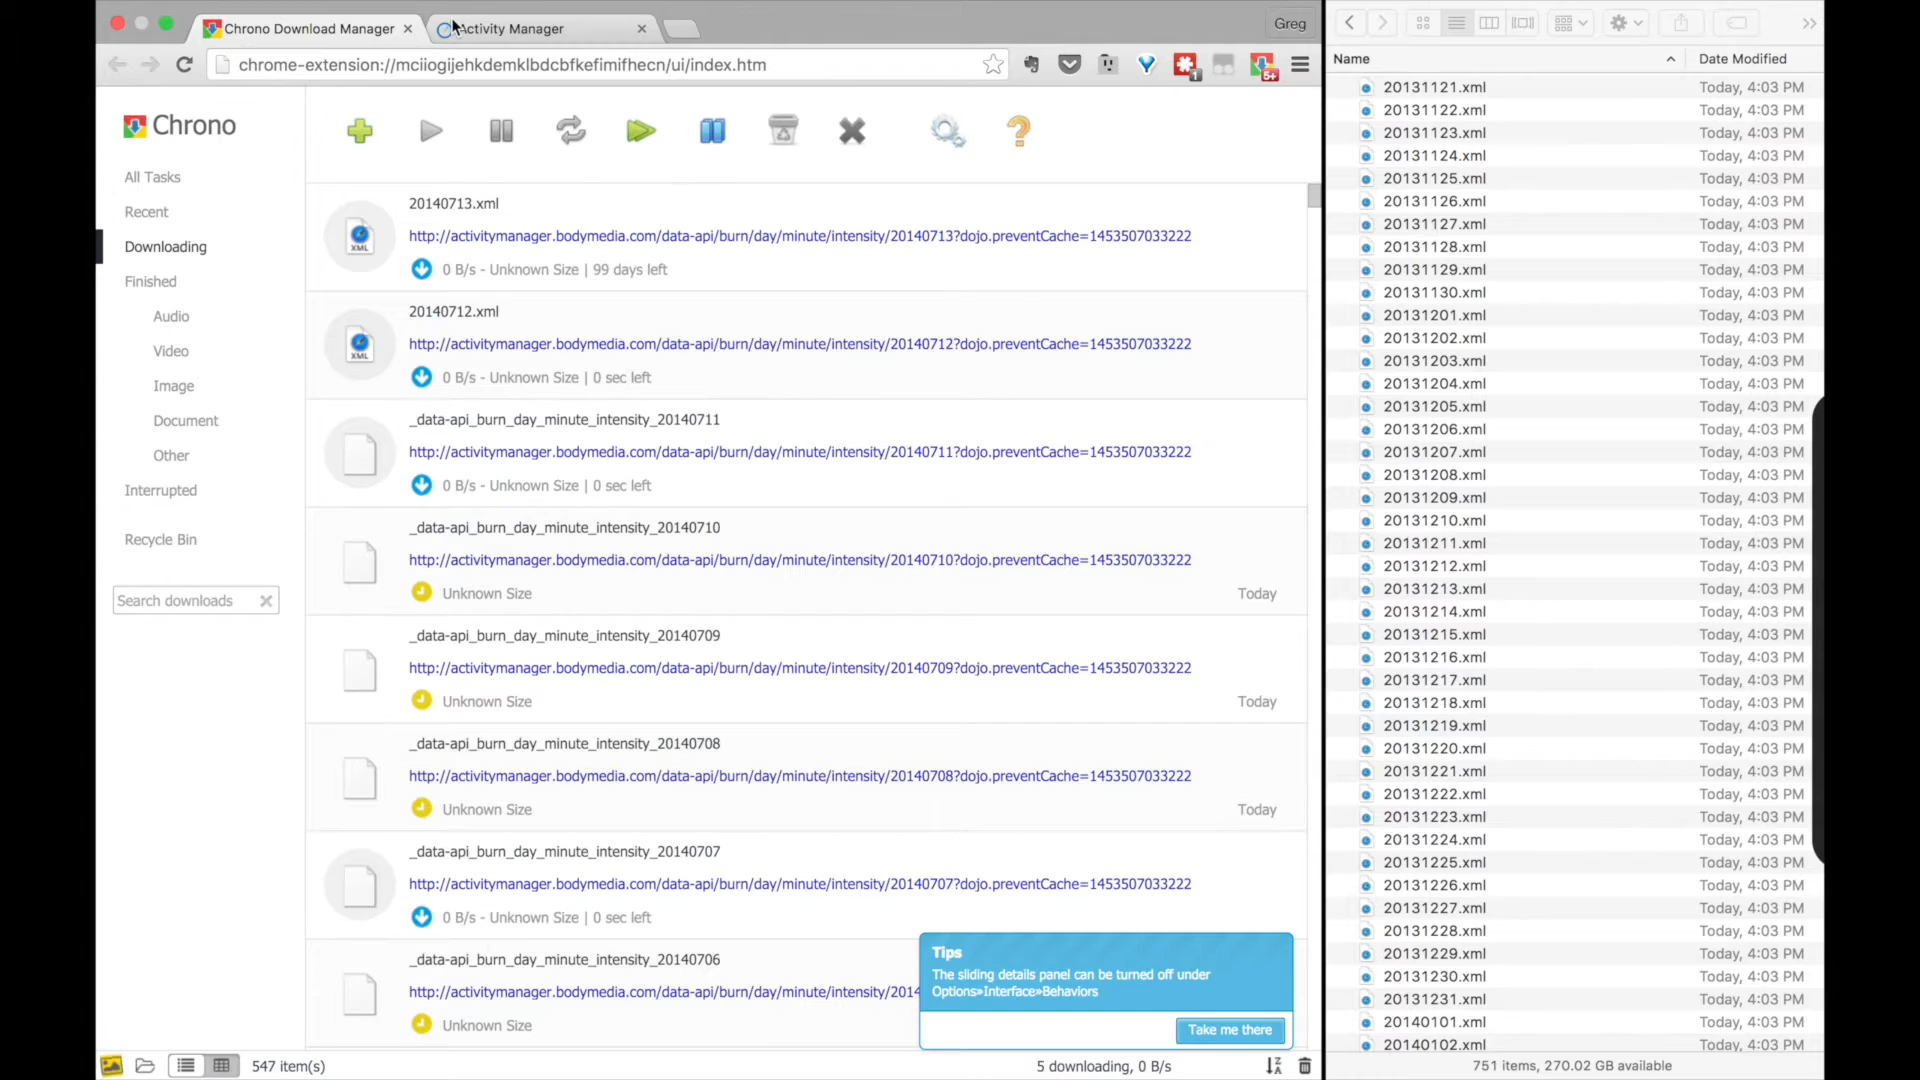 Chrono Download Manager
Activity Manager
Greg
chrome-extension://mciiogijehkdemklbdcbfkefimifhecn/ui/index.htm
1
5+
Chrono
All Tasks
Recent
Downloading
Finished
Audio
Video
Image
Document
Other
Interrupted
Recycle Bin
Search downloads
20140713.xml
http://activitymanager.bodymedia.com/data-api/burn/day/minute/intensity/20140713?dojo.preventCache=1453507033222
0 B/s - Unknown Size | 99 days left
XML
20140712.xml
http://activitymanager.bodymedia.com/data-api/burn/day/minute/intensity/20140712?dojo.preventCache=1453507033222
0 B/s - Unknown Size | 0 sec left
XML
_data-api_burn_day_minute_intensity_20140711
http://activitymanager.bodymedia.com/data-api/burn/day/minute/intensity/20140711?dojo.preventCache=1453507033222
0 B/s - Unknown Size | 0 sec left
_data-api_burn_day_minute_intensity_20140710
http://activitymanager.bodymedia.com/data-api/burn/day/minute/intensity/20140710?dojo.preventCache=1453507033222
Unknown Size Today
_data-api_burn_day_minute_intensity_20140709
http://activitymanager.bodymedia.com/data-api/burn/day/minute/intensity/20140709?dojo.preventCache=1453507033222
Unknown Size Today
_data-api_burn_day_minute_intensity_20140708
http://activitymanager.bodymedia.com/data-api/burn/day/minute/intensity/20140708?dojo.preventCache=1453507033222
Unknown Size Today
_data-api_burn_day_minute_intensity_20140707
http://activitymanager.bodymedia.com/data-api/burn/day/minute/intensity/20140707?dojo.preventCache=1453507033222
0 B/s - Unknown Size | 0 sec left
_data-api_burn_day_minute_intensity_20140706
http://activitymanager.bodymedia.com/data-api/burn/day/minute/intensity/2014
Unknown Size
Tips
The sliding details panel can be turned off under
Options»Interface»Behaviors
Take me there
547 item(s)
5 downloading, 0 B/s
Name Date Modified
20131121.xml Today, 4:03 PM
20131122.xml Today, 4:03 PM
20131123.xml Today, 4:03 PM
20131124.xml Today, 4:03 PM
20131125.xml Today, 4:03 PM
20131126.xml Today, 4:03 PM
20131127.xml Today, 4:03 PM
20131128.xml Today, 4:03 PM
20131129.xml Today, 4:03 PM
20131130.xml Today, 4:03 PM
20131201.xml Today, 4:03 PM
20131202.xml Today, 4:03 PM
20131203.xml Today, 4:03 PM
20131204.xml Today, 4:03 PM
20131205.xml Today, 4:03 PM
20131206.xml Today, 4:03 PM
20131207.xml Today, 4:03 PM
20131208.xml Today, 4:03 PM
20131209.xml Today, 4:03 PM
20131210.xml Today, 4:03 PM
20131211.xml Today, 4:03 PM
20131212.xml Today, 4:03 PM
20131213.xml Today, 4:03 PM
20131214.xml Today, 4:03 PM
20131215.xml Today, 4:03 PM
20131216.xml Today, 4:03 PM
20131217.xml Today, 4:03 PM
20131218.xml Today, 4:03 PM
20131219.xml Today, 4:03 PM
20131220.xml Today, 4:03 PM
20131221.xml Today, 4:03 PM
20131222.xml Today, 4:03 PM
20131223.xml Today, 4:03 PM
20131224.xml Today, 4:03 PM
20131225.xml Today, 4:03 PM
20131226.xml Today, 4:03 PM
20131227.xml Today, 4:03 PM
20131228.xml Today, 4:03 PM
20131229.xml Today, 4:03 PM
20131230.xml Today, 4:03 PM
20131231.xml Today, 4:03 PM
20140101.xml Today, 4:03 PM
20140102.xml Today, 4:03 PM
751 items, 270.02 GB available